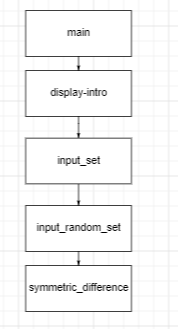 main
display-intro
input_set
input_random_set
symmetric_difference